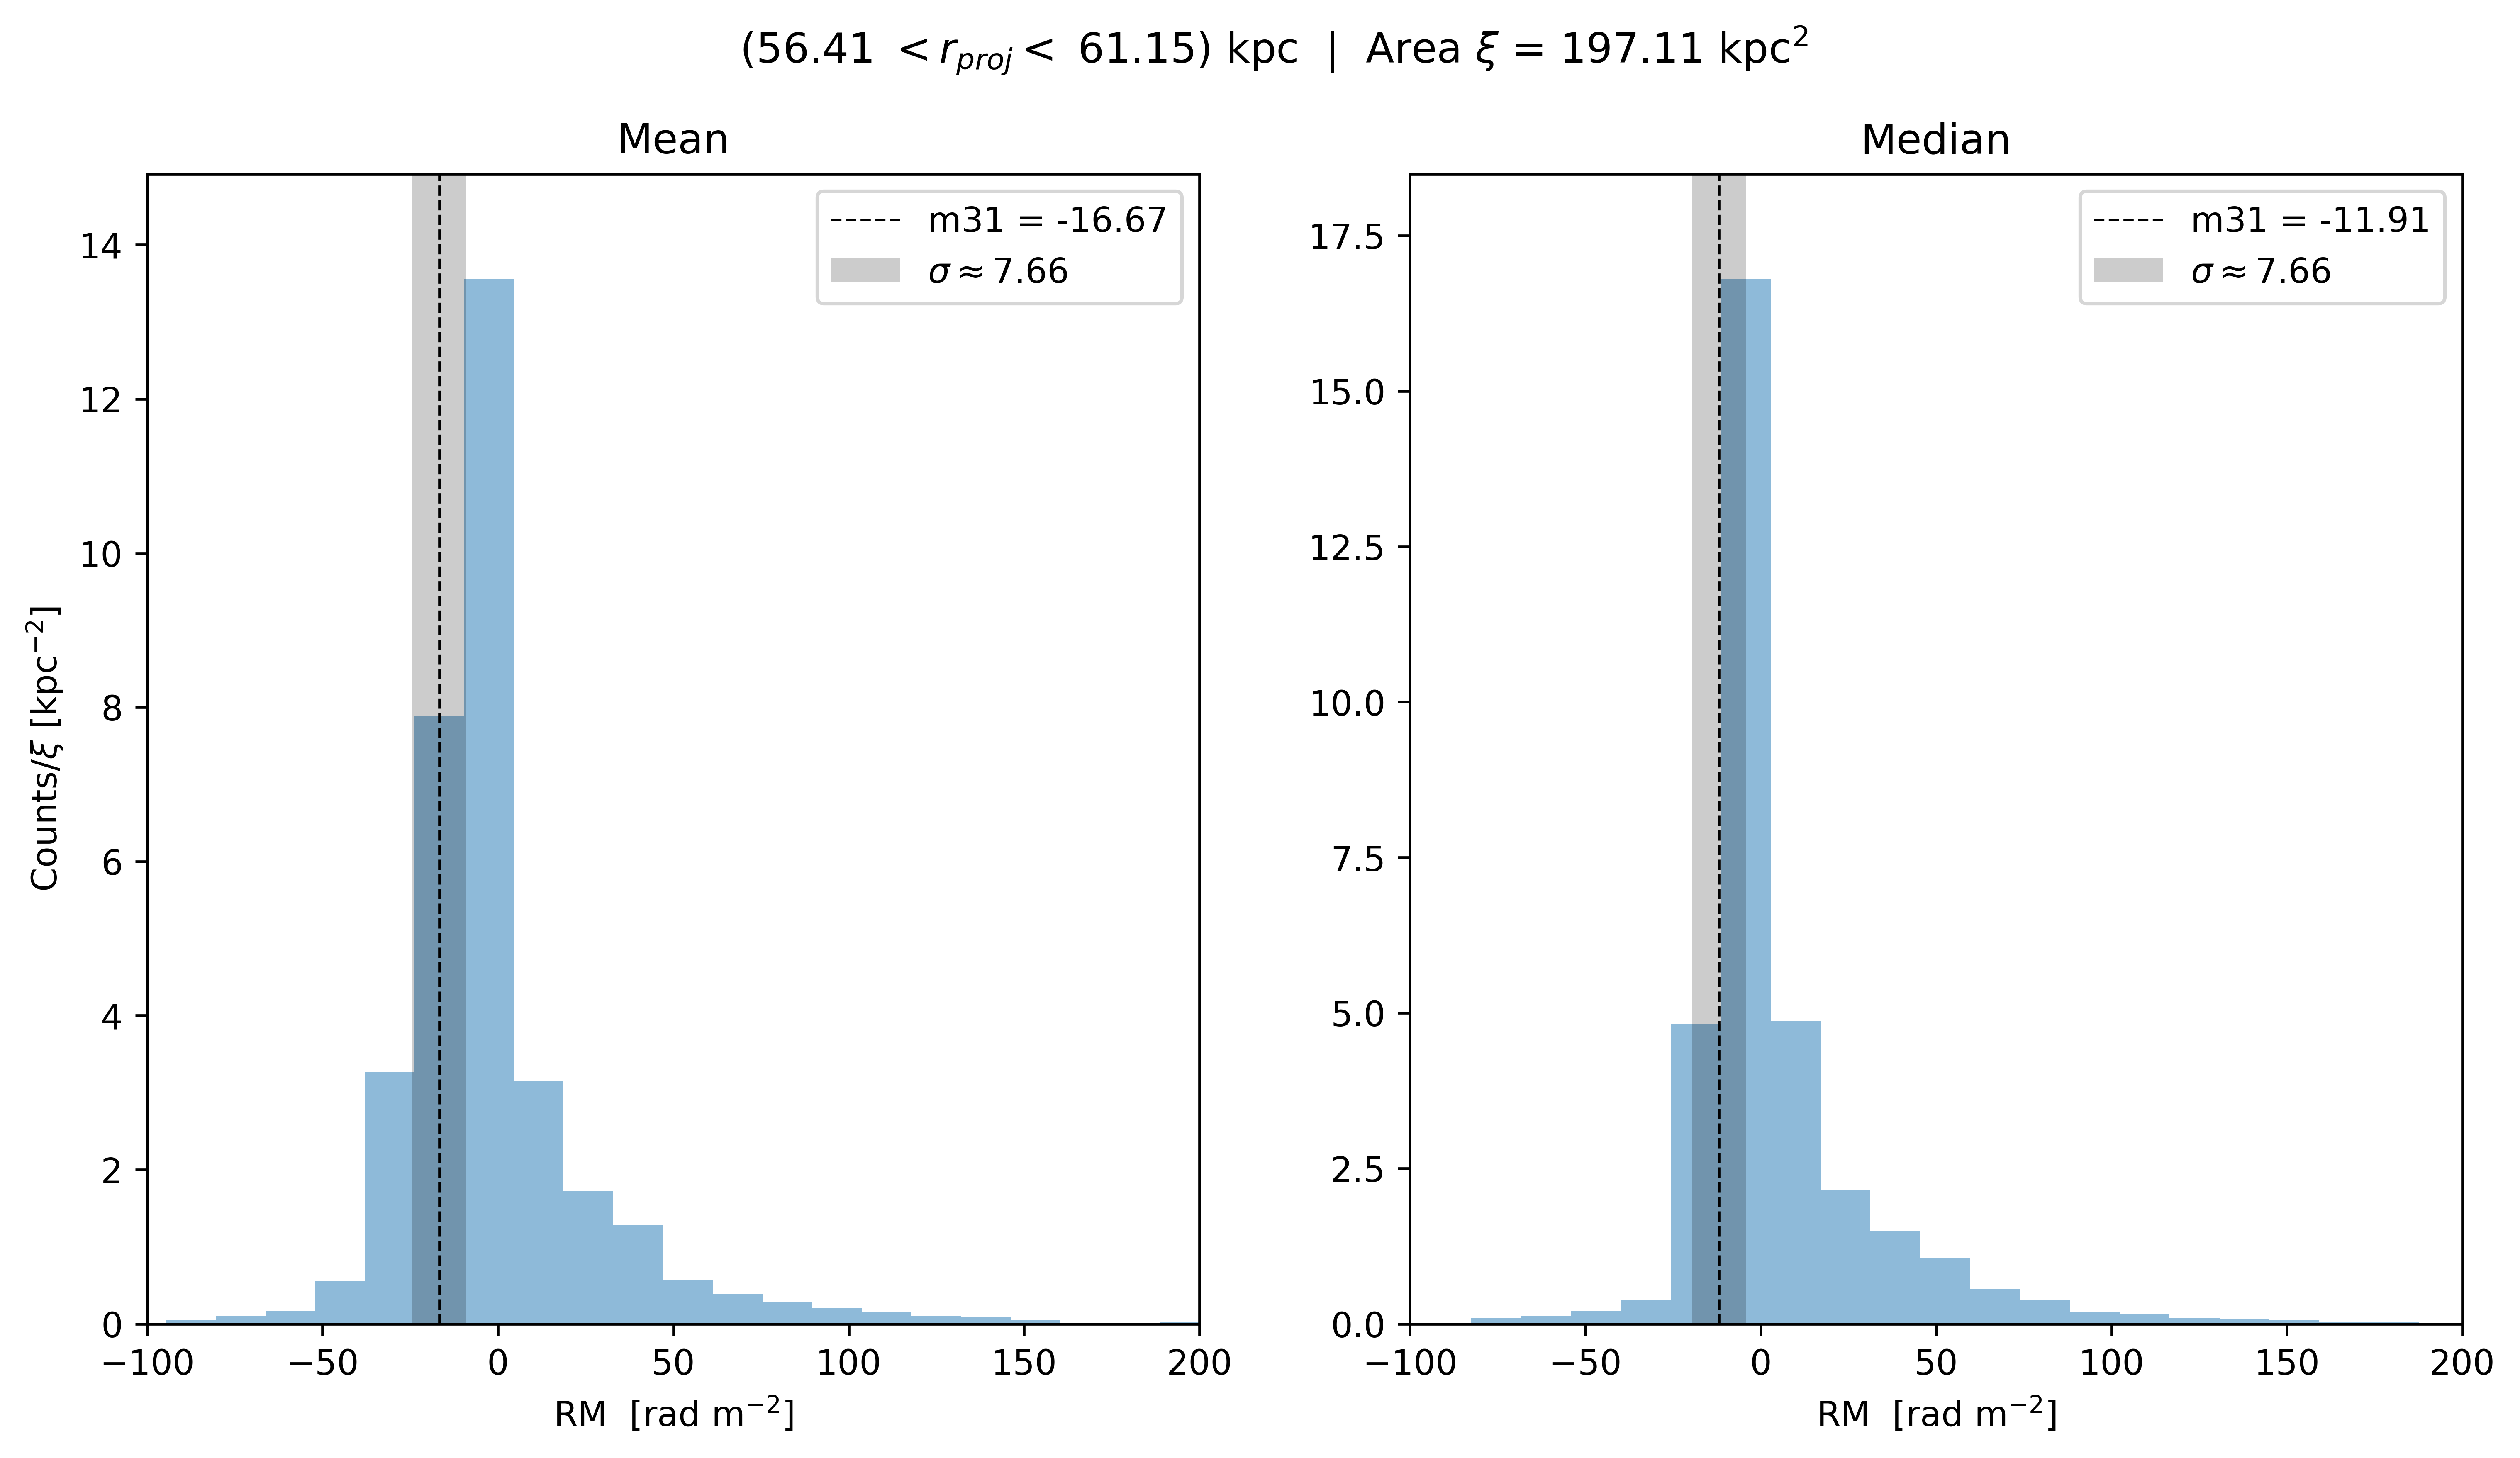 (56.41 < r_proj < 61.15) kpc | Area ξ = 197.11 kpc²
Mean
m31 = -16.67
σ ≈ 7.66
14
12
10
8
6
4
2
0
Counts/ξ [kpc⁻²]
−100 −50 0 50 100 150 200
RM [rad m⁻²]
Median
m31 = -11.91
σ ≈ 7.66
17.5
15.0
12.5
10.0
7.5
5.0
2.5
0.0
−100 −50 0 50 100 150 200
RM [rad m⁻²]